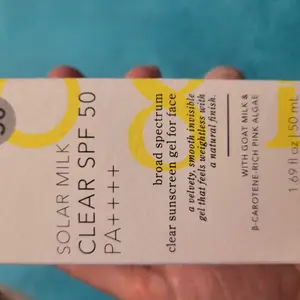 50
SOLAR MILK
CLEAR SPF 50
PA++++
broad spectrum
clear sunscreen gel for face
a velvety, smooth invisible
gel that feels weightless with
a natural finish.
WITH GOAT MILK &
β-CAROTENE-RICH PINK ALGAE
1.69 fl oz | 50 mL